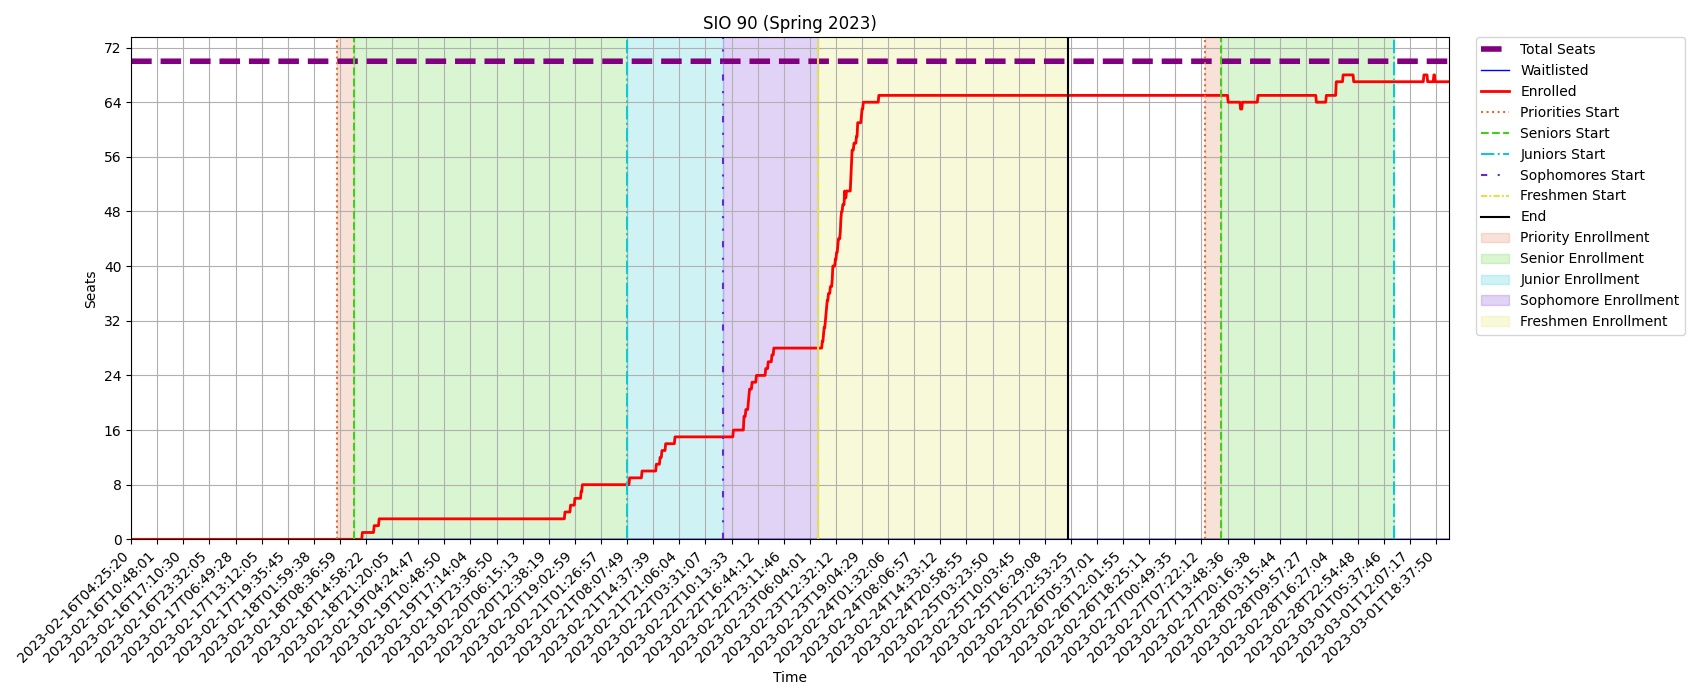 SIO 90 (Spring 2023)
Seats
72
64
56
48
40
32
24
16
8
0
2023-02-16T04:25:20
2023-02-16T10:48:01
2023-02-16T17:10:30
2023-02-16T23:32:05
2023-02-17T06:49:28
2023-02-17T13:12:05
2023-02-17T19:35:45
2023-02-18T01:59:38
2023-02-18T08:36:59
2023-02-18T14:58:22
2023-02-18T21:20:05
2023-02-19T04:24:47
2023-02-19T10:48:50
2023-02-19T17:14:04
2023-02-19T23:36:50
2023-02-20T06:15:13
2023-02-20T12:38:19
2023-02-20T19:02:59
2023-02-21T01:26:57
2023-02-21T08:07:49
2023-02-21T14:37:39
2023-02-21T21:06:04
2023-02-22T03:31:07
2023-02-22T10:13:33
2023-02-22T16:44:12
2023-02-22T23:11:46
2023-02-23T06:04:01
2023-02-23T12:32:12
2023-02-23T19:04:29
2023-02-24T01:32:06
2023-02-24T08:06:57
2023-02-24T14:33:12
2023-02-24T20:58:55
2023-02-25T03:23:50
2023-02-25T10:03:45
2023-02-25T16:29:08
2023-02-25T22:53:25
2023-02-26T05:37:01
2023-02-26T12:01:55
2023-02-26T18:25:11
2023-02-27T00:49:35
2023-02-27T07:22:12
2023-02-27T13:48:36
2023-02-27T20:16:38
2023-02-28T03:15:44
2023-02-28T09:57:27
2023-02-28T16:27:04
2023-02-28T22:54:48
2023-03-01T05:37:46
2023-03-01T12:07:17
2023-03-01T18:37:50
Time
Total Seats
Waitlisted
Enrolled
Priorities Start
Seniors Start
Juniors Start
Sophomores Start
Freshmen Start
End
Priority Enrollment
Senior Enrollment
Junior Enrollment
Sophomore Enrollment
Freshmen Enrollment